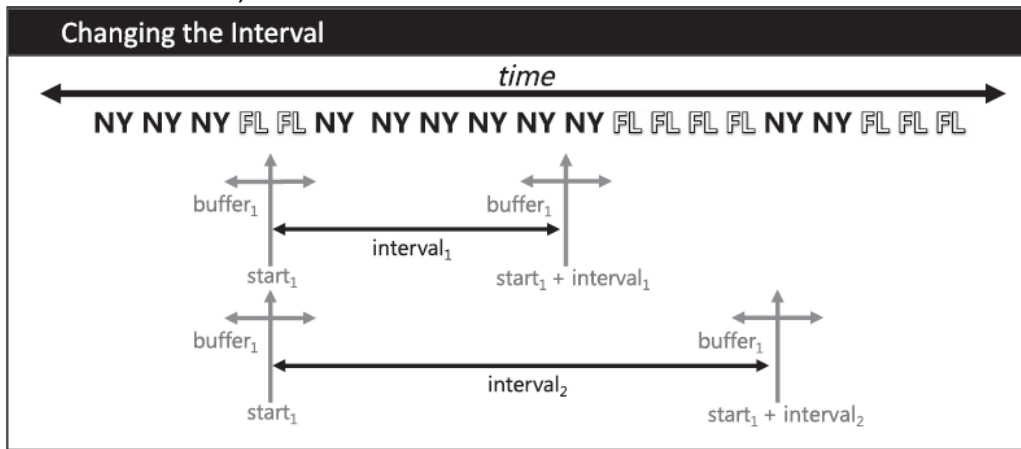 Changing the Interval
time
NY NY NY FL FL NY NY NY NY NY NY FL FL FL FL NY NY FL FL FL
buffer₁ buffer₁
interval₁
start₁ start₁ + interval₁
buffer₁ buffer₁
interval₂
start₁ start₁ + interval₂